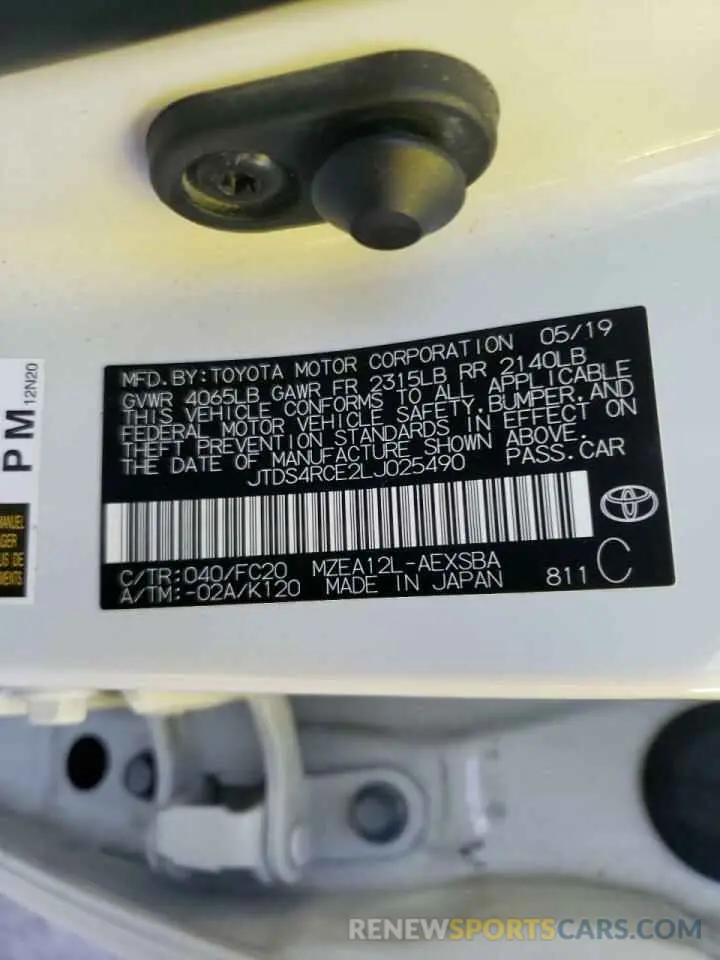 MFD.BY:TOYOTA MOTOR CORPORATION 05/19
GVWR 4065LB GAWR FR 2315LB RR 2140LB
THIS VEHICLE CONFORMS TO ALL APPLICABLE
FEDERAL MOTOR VEHICLE SAFETY,BUMPER,AND
THEFT PREVENTION STANDARDS IN EFFECT ON
THE DATE OF MANUFACTURE SHOWN ABOVE.
JTDS4RCE2LJ025490 PASS.CAR
C/TR:040/FC20 MZEA12L-AEXSBA
A/TM:-02A/K120 MADE IN JAPAN 811 C
PM 12N20
MANUEL
DE
RENEWSPORTSCARS.COM